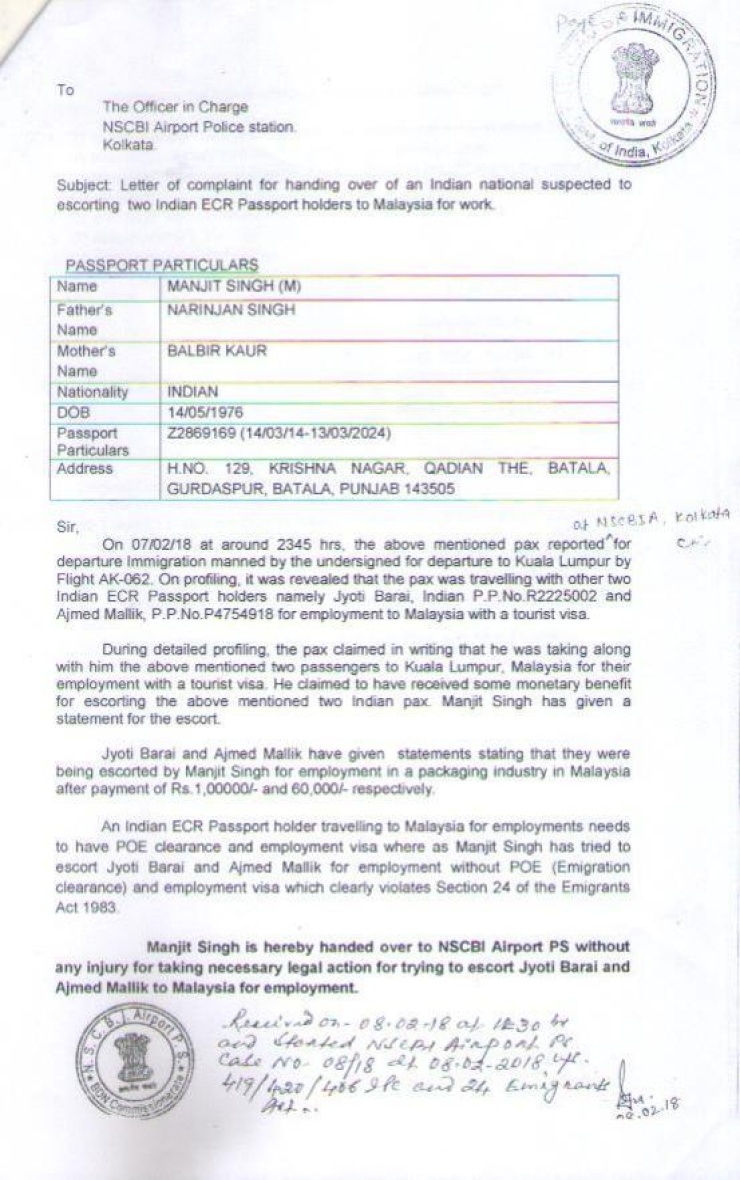 OF IMMIGRATION
Govt. of India, Kolkata
To
The Officer in Charge
NSCBI Airport Police station.
Kolkata.
Subject: Letter of complaint for handing over of an Indian national suspected to
escorting two Indian ECR Passport holders to Malaysia for work.
PASSPORT PARTICULARS
Name MANJIT SINGH (M)
Father's NARINJAN SINGH
Name
Mother's BALBIR KAUR
Name
Nationality INDIAN
DOB 14/05/1976
Passport Z2869169 (14/03/14-13/03/2024)
Particulars
Address H.NO. 129, KRISHNA NAGAR, QADIAN THE, BATALA,
GURDASPUR, BATALA, PUNJAB 143505
at NSCBIA, Kolkata
Sir,
On 07/02/18 at around 2345 hrs, the above mentioned pax reported for
departure Immigration manned by the undersigned for departure to Kuala Lumpur by
Flight AK-062. On profiling, it was revealed that the pax was travelling with other two
Indian ECR Passport holders namely Jyoti Barai, Indian P.P.No.R2225002 and
Ajmed Mallik, P.P.No.P4754918 for employment to Malaysia with a tourist visa.
During detailed profiling, the pax claimed in writing that he was taking along
with him the above mentioned two passengers to Kuala Lumpur, Malaysia for their
employment with a tourist visa. He claimed to have received some monetary benefit
for escorting the above mentioned two Indian pax. Manjit Singh has given a
statement for the escort.
Jyoti Barai and Ajmed Mallik have given statements stating that they were
being escorted by Manjit Singh for employment in a packaging industry in Malaysia
after payment of Rs.1,00000/- and 60,000/- respectively.
An Indian ECR Passport holder travelling to Malaysia for employments needs
to have POE clearance and employment visa where as Manjit Singh has tried to
escort Jyoti Barai and Ajmed Mallik for employment without POE (Emigration
clearance) and employment visa which clearly violates Section 24 of the Emigrants
Act 1983.
Manjit Singh is hereby handed over to NSCBI Airport PS without
any injury for taking necessary legal action for trying to escort Jyoti Barai and
Ajmed Mallik to Malaysia for employment.
N.S.C.B.I. Airport P.S
Commissionerate
Received on- 08.02.18 at hr
and Started NSCBI Airport PS
Case No. 08/18 dt 08.02.2018 u/s.
419/420/406 IPC and 24 Emigrants
Act.
.02.18